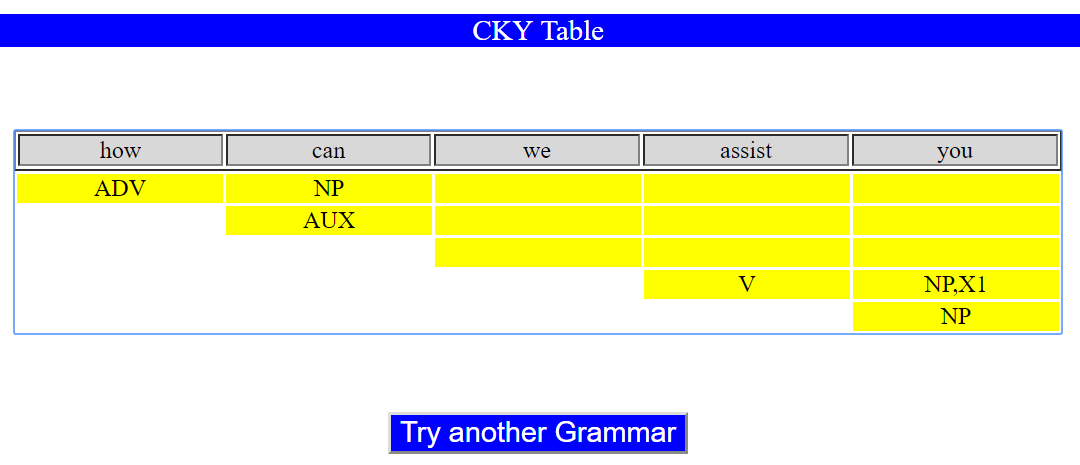 CKY Table
how can we assist you
ADV NP
AUX
V NP,X1
NP
Try another Grammar